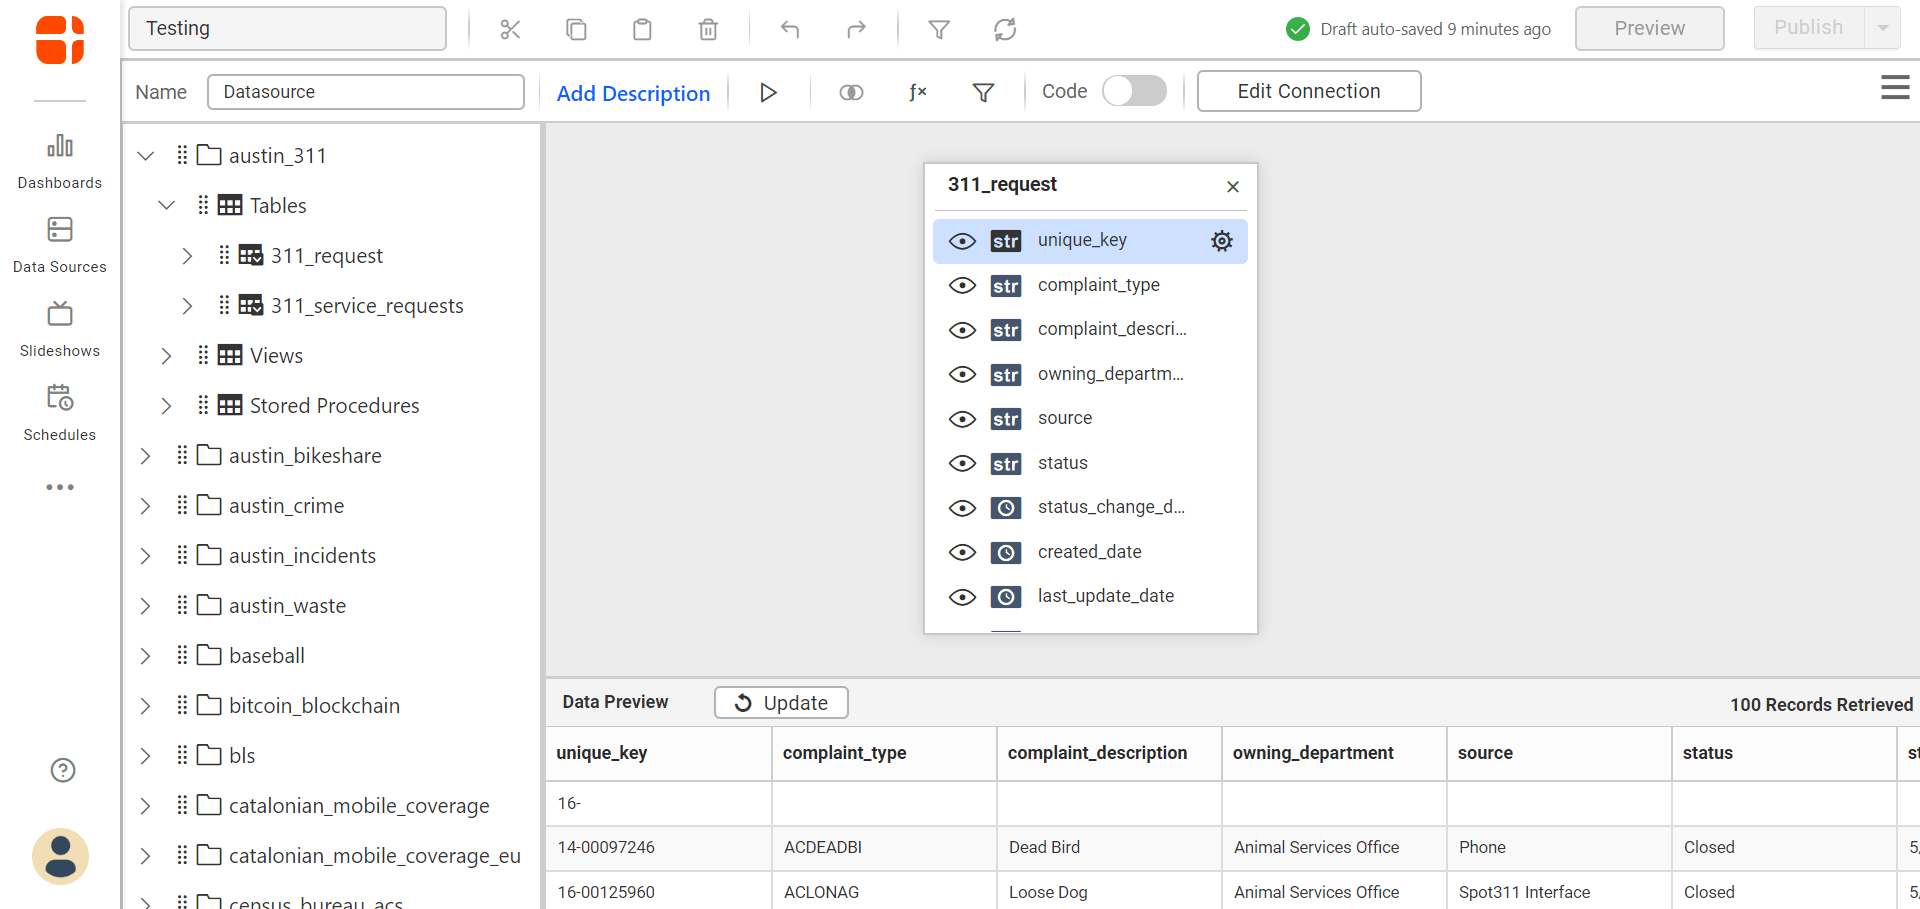 Testing
Draft auto-saved 9 minutes ago
Preview
Publish
Name
Datasource
Add Description
ƒx
Code
Edit Connection
Dashboards
Data Sources
Slideshows
Schedules
austin_311
Tables
311_request
311_service_requests
Views
Stored Procedures
austin_bikeshare
austin_crime
austin_incidents
austin_waste
baseball
bitcoin_blockchain
bls
catalonian_mobile_coverage
catalonian_mobile_coverage_eu
census_bureau_acs
311_request
str unique_key
str complaint_type
str complaint_descri...
str owning_departm...
str source
str status
status_change_d...
created_date
last_update_date
Data Preview
Update
100 Records Retrieved
unique_key complaint_type complaint_description owning_department source status st
16-
14-00097246 ACDEADBI Dead Bird Animal Services Office Phone Closed 5,
16-00125960 ACLONAG Loose Dog Animal Services Office Spot311 Interface Closed 5,